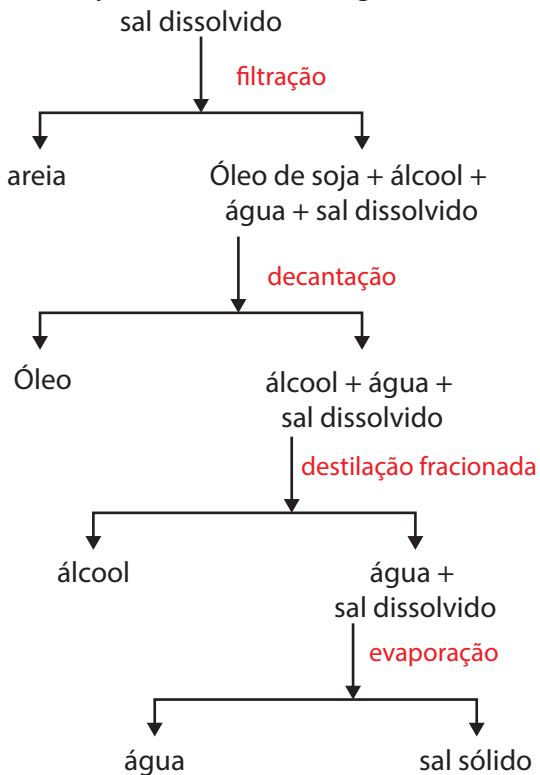 sal dissolvido
filtração
areia
Óleo de soja + álcool +
água + sal dissolvido
decantação
Óleo
álcool + água +
sal dissolvido
destilação fracionada
álcool
água +
sal dissolvido
evaporação
água
sal sólido